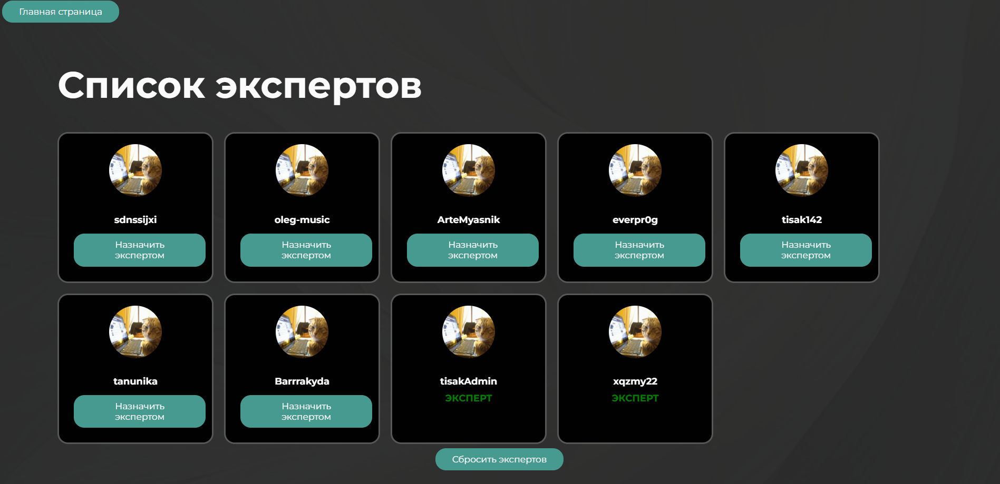 Главная страница
Список экспертов
sdnssijxi
Назначить
экспертом
oleg-music
Назначить
экспертом
ArteMyasnik
Назначить
экспертом
everpr0g
Назначить
экспертом
tisak142
Назначить
экспертом
tanunika
Назначить
экспертом
Barrrakyda
Назначить
экспертом
tisakAdmin
ЭКСПЕРТ
xqzmy22
ЭКСПЕРТ
Сбросить экспертов